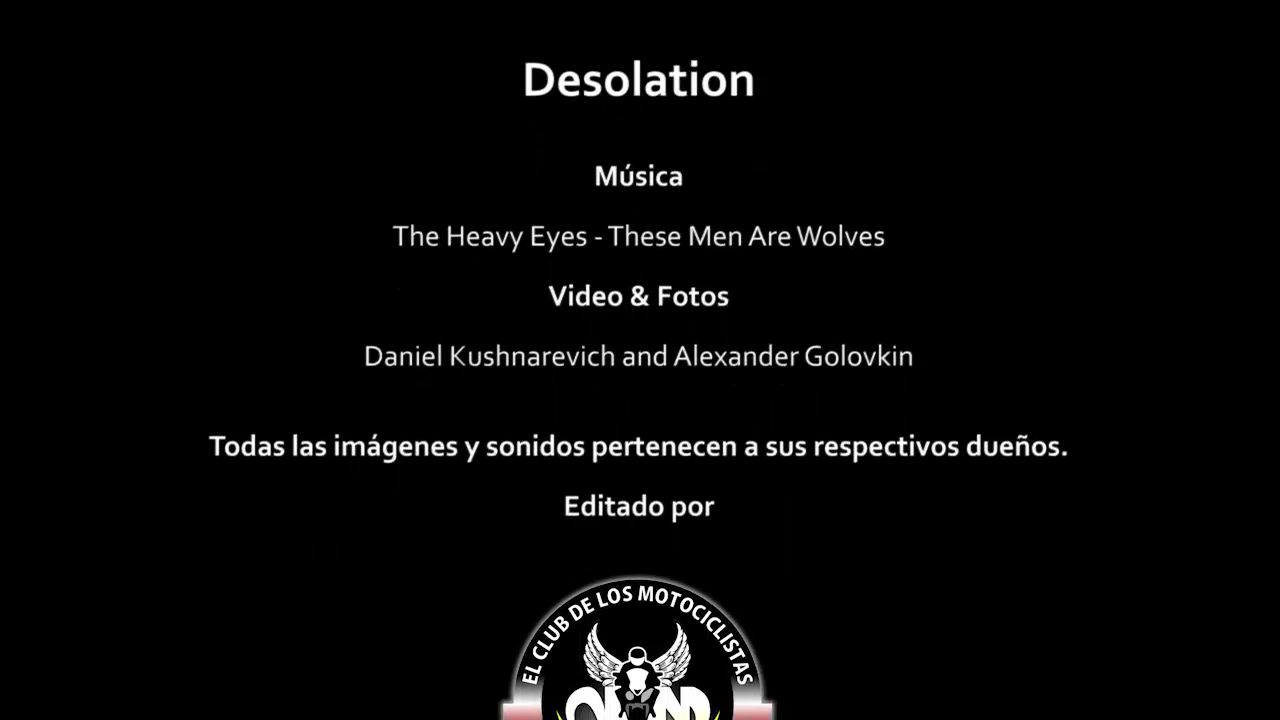 Desolation
Música
The Heavy Eyes - These Men Are Wolves
Video & Fotos
Daniel Kushnarevich and Alexander Golovkin
Todas las imágenes y sonidos pertenecen a sus respectivos dueños.
Editado por
EL CLUB DE LOS MOTOCICLISTAS